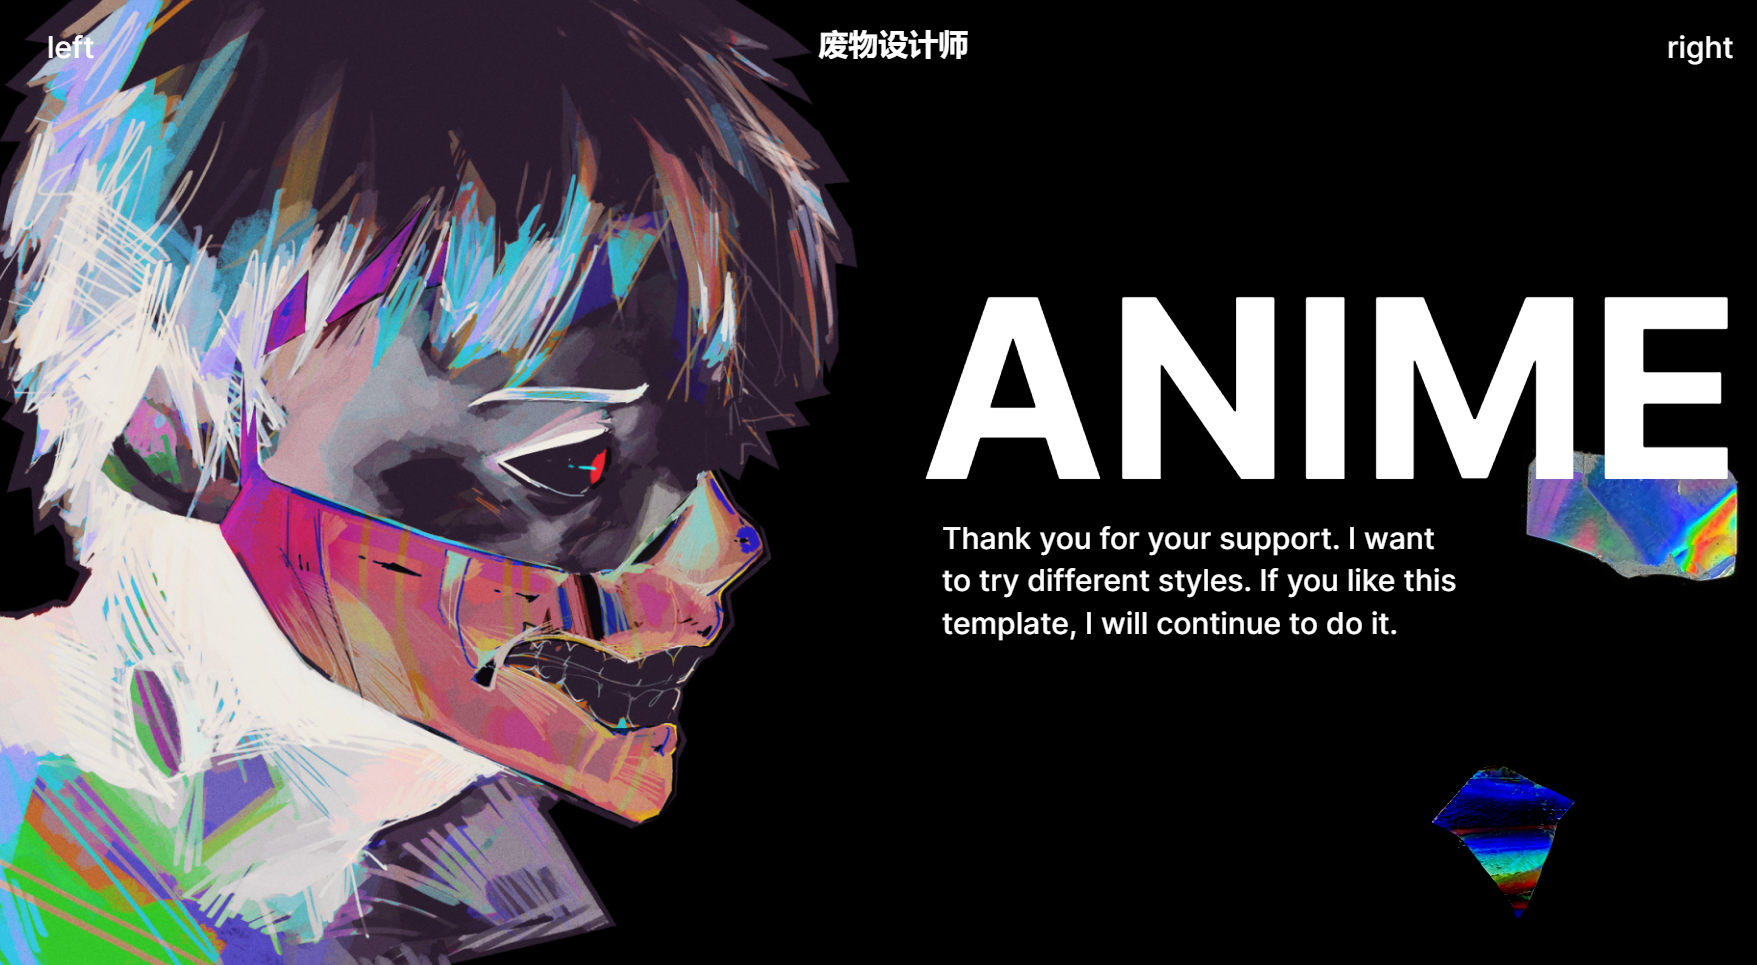 left
废物设计师
right
ANIME
Thank you for your support. I want
to try different styles. If you like this
template, I will continue to do it.